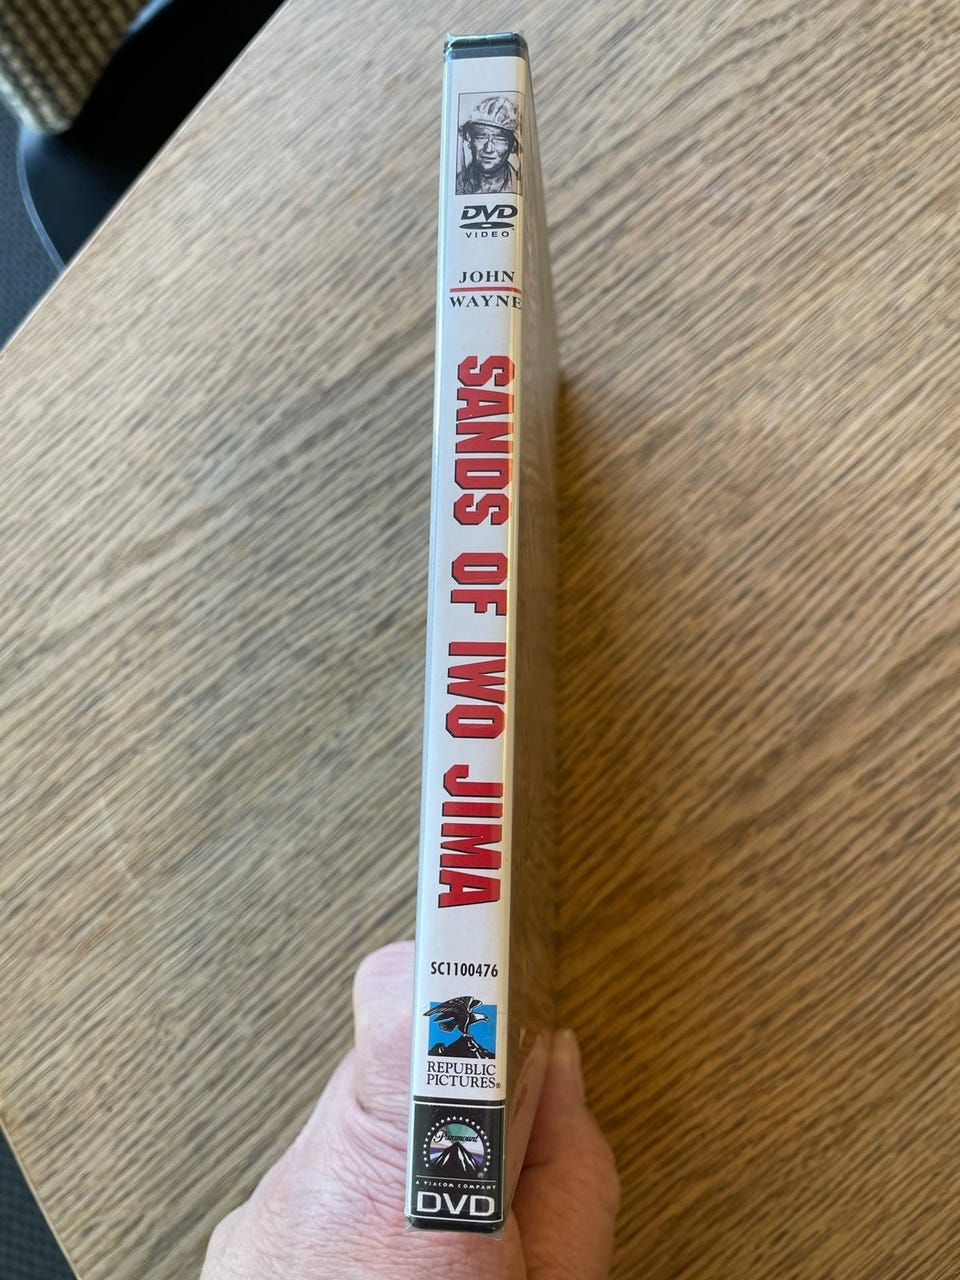 DVD
VIDEO
JOHN
WAYNE
SANDS OF IWO JIMA
SC1100476
REPUBLIC
PICTURES®
Paramount
®
A VIACOM COMPANY
DVD